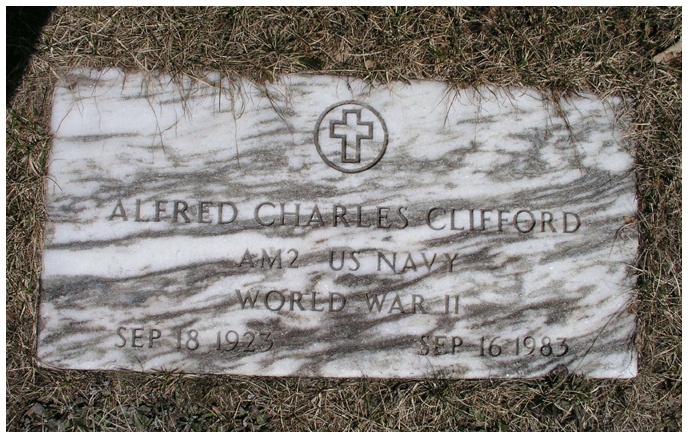 ALFRED CHARLES CLIFFORD
AM2 US NAVY
WORLD WAR II
SEP 18 1923 SEP 16 1983